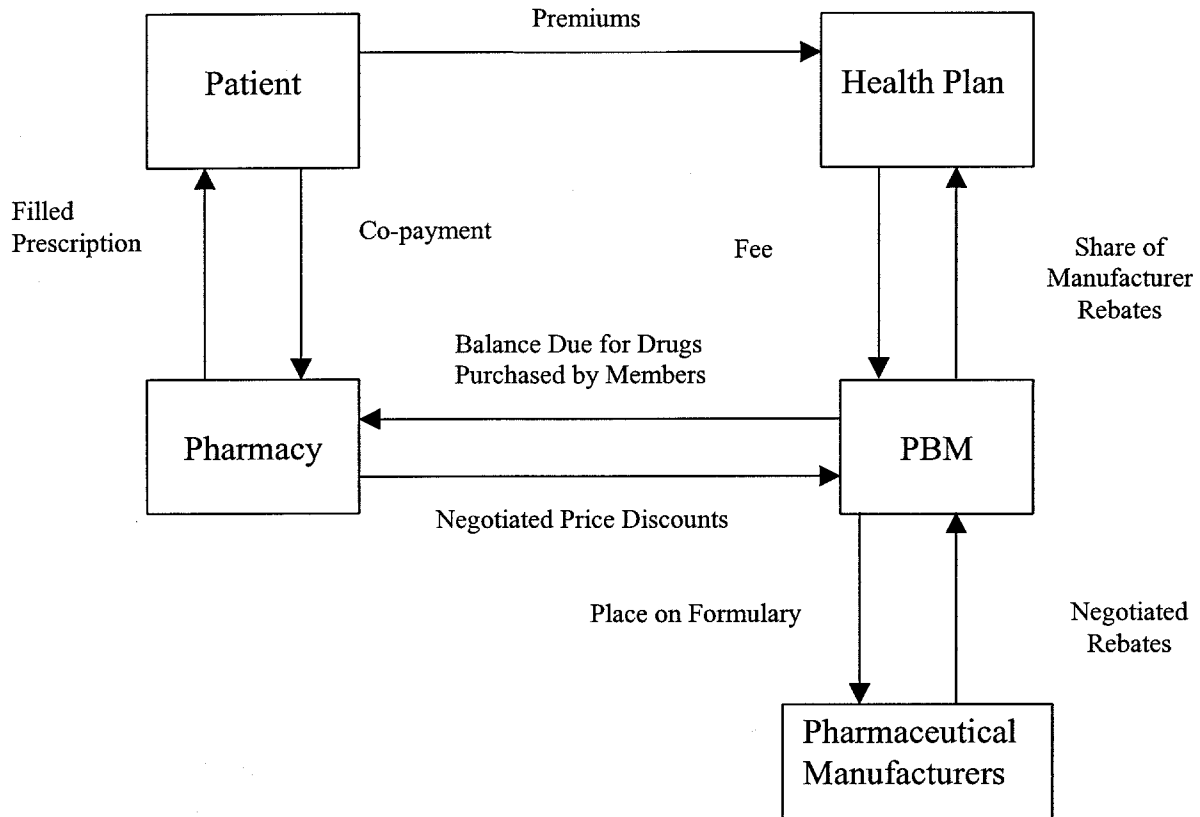 Premiums
Patient
Health Plan
Filled
Prescription
Co-payment
Fee
Share of
Manufacturer
Rebates
Balance Due for Drugs
Purchased by Members
Pharmacy
PBM
Negotiated Price Discounts
Place on Formulary
Negotiated
Rebates
Pharmaceutical
Manufacturers